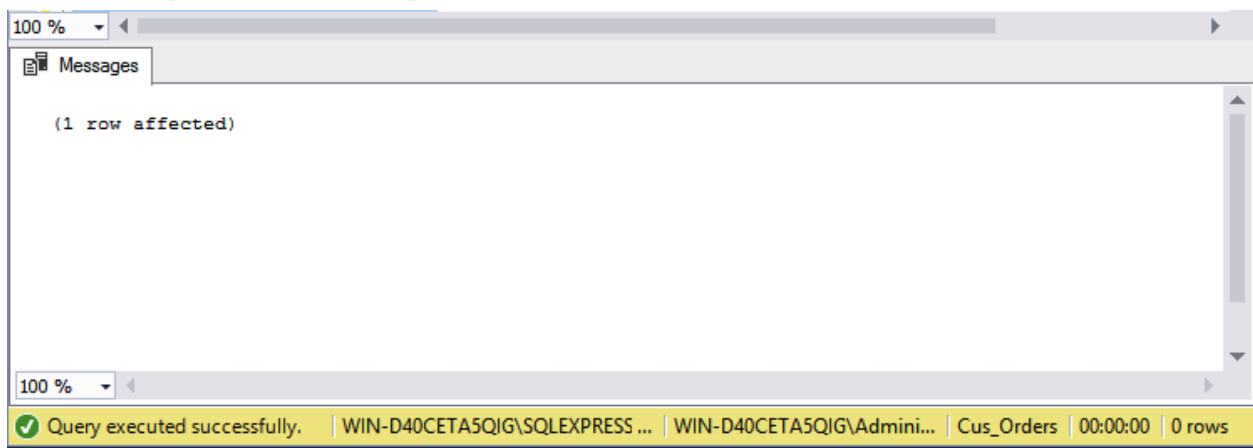 100 %
Messages
(1 row affected)
100 %
Query executed successfully. WIN-D40CETA5QIG\SQLEXPRESS ... WIN-D40CETA5QIG\Admini... Cus_Orders 00:00:00 0 rows